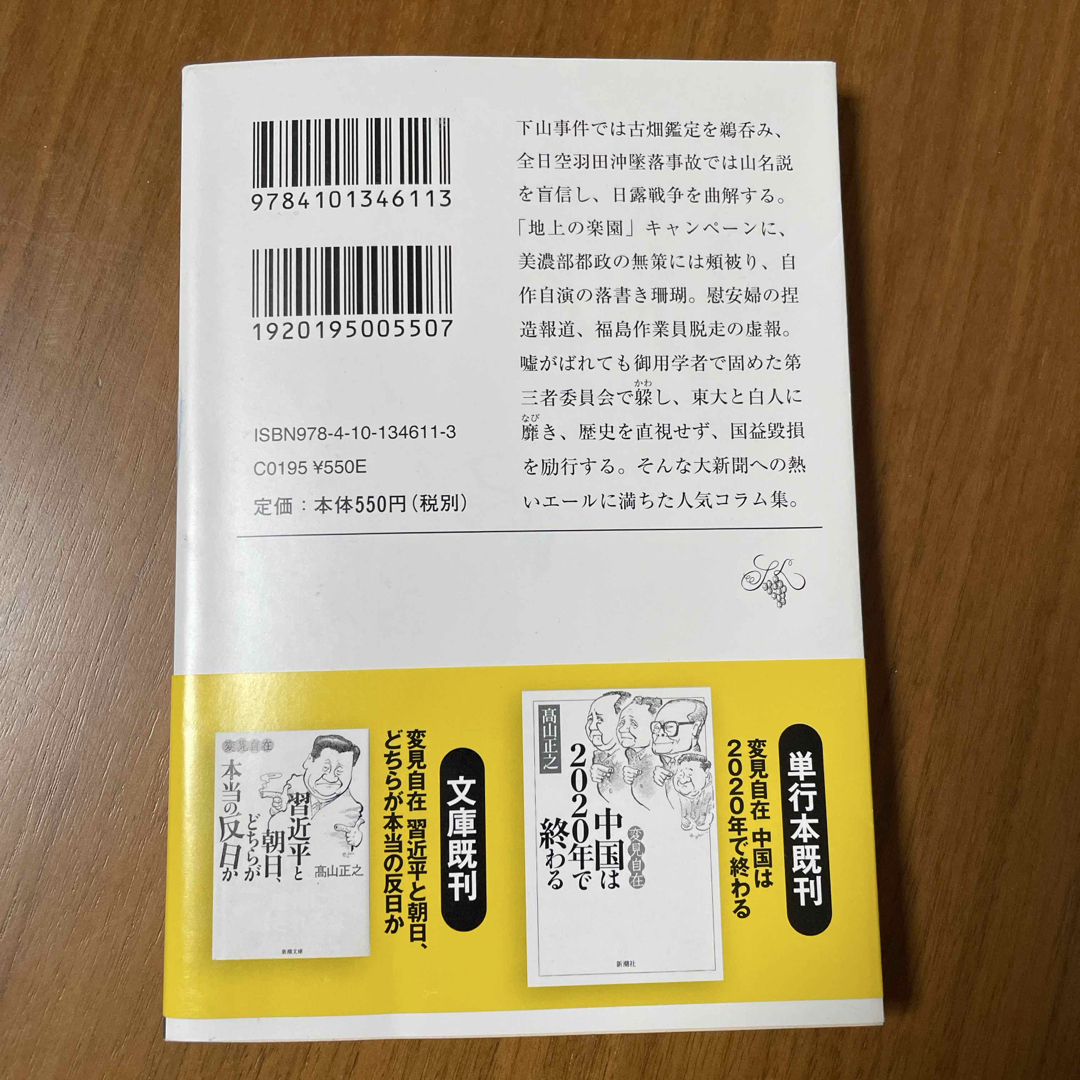 9784101346113
1920195005507
ISBN978-4-10-134611-3
C0195 ¥550E
定価：本体550円（税別）
下山事件では古畑鑑定を鵜呑み、
全日空羽田沖墜落事故では山名説
を盲信し、日露戦争を曲解する。
「地上の楽園」キャンペーンに、
美濃部都政の無策には頰被り、自
作自演の落書き珊瑚。慰安婦の捏
造報道、福島作業員脱走の虚報。
嘘がばれても御用学者で固めた第
かわ
三者委員会で躱し、東大と白人に
なび
靡き、歴史を直視せず、国益毀損
を励行する。そんな大新聞への熱
いエールに満ちた人気コラム集。
単行本既刊
変見自在 中国は
2020年で終わる
髙山正之
変見自在
中国は
2020年で
終わる
新潮社
文庫既刊
変見自在 習近平と朝日、
どちらが本当の反日か
変見自在
習近平と
朝日、
どちらが
本当の反日か
髙山正之
新潮文庫